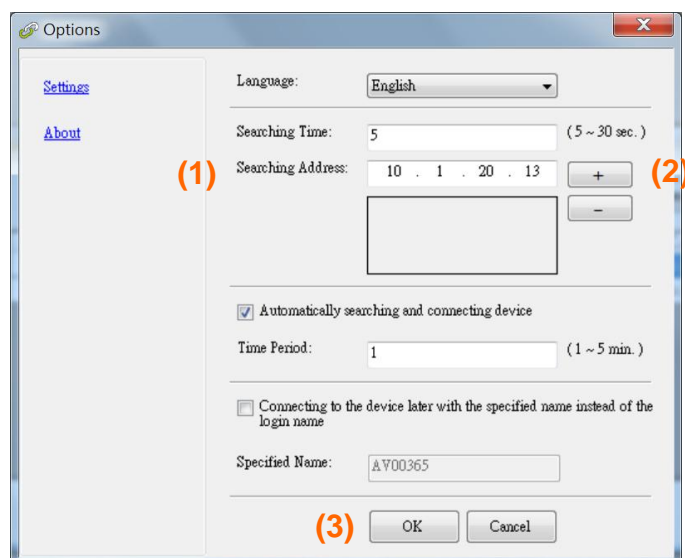 Options
Settings
About
Language: English
Searching Time: 5 ( 5 ~ 30 sec. )
(1) Searching Address: 10 . 1 . 20 . 13 + (2)
−
Automatically searching and connecting device
Time Period: 1 ( 1 ~ 5 min. )
Connecting to the device later with the specified name instead of the
login name
Specified Name: AV00365
(3) OK Cancel